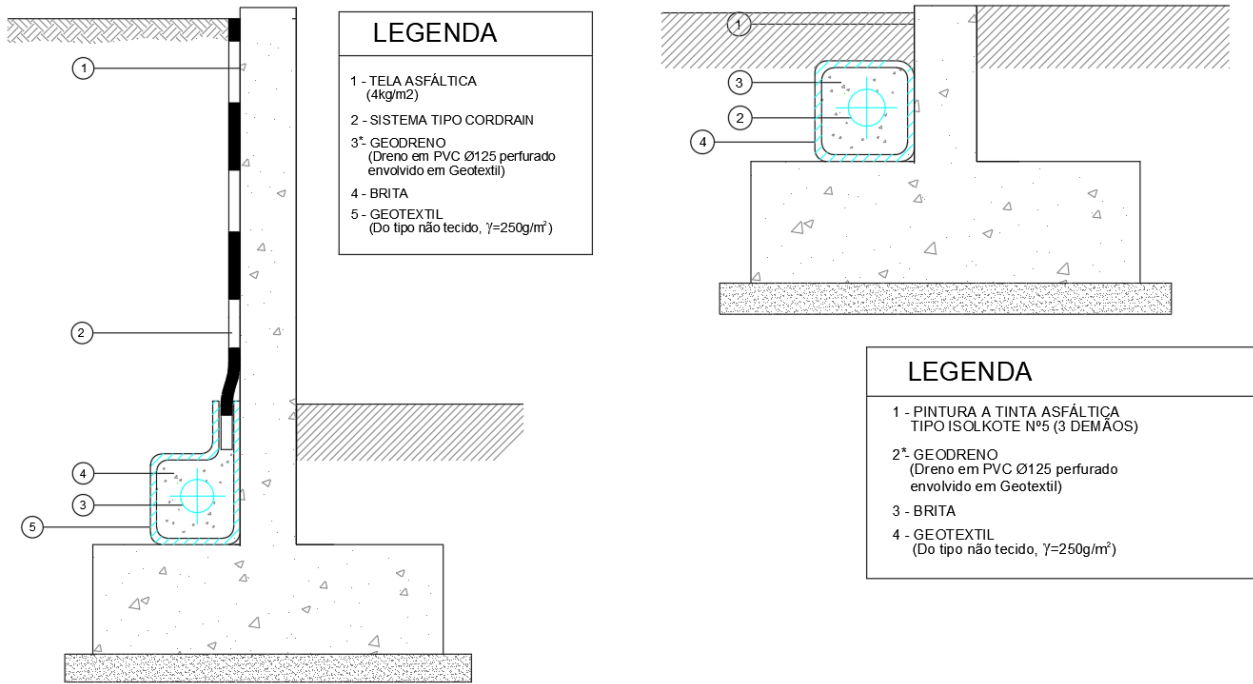 LEGENDA
1 - TELA ASFÁLTICA
(4kg/m2)
2 - SISTEMA TIPO CORDRAIN
3*- GEODRENO
(Dreno em PVC Ø125 perfurado
envolvido em Geotextil)
4 - BRITA
5 - GEOTEXTIL
(Do tipo não tecido, γ=250g/m²)
1
2
4
3
5
1
3
2
4
LEGENDA
1 - PINTURA A TINTA ASFÁLTICA
TIPO ISOLKOTE Nº5 (3 DEMÃOS)
2*- GEODRENO
(Dreno em PVC Ø125 perfurado
envolvido em Geotextil)
3 - BRITA
4 - GEOTEXTIL
(Do tipo não tecido, γ=250g/m²)